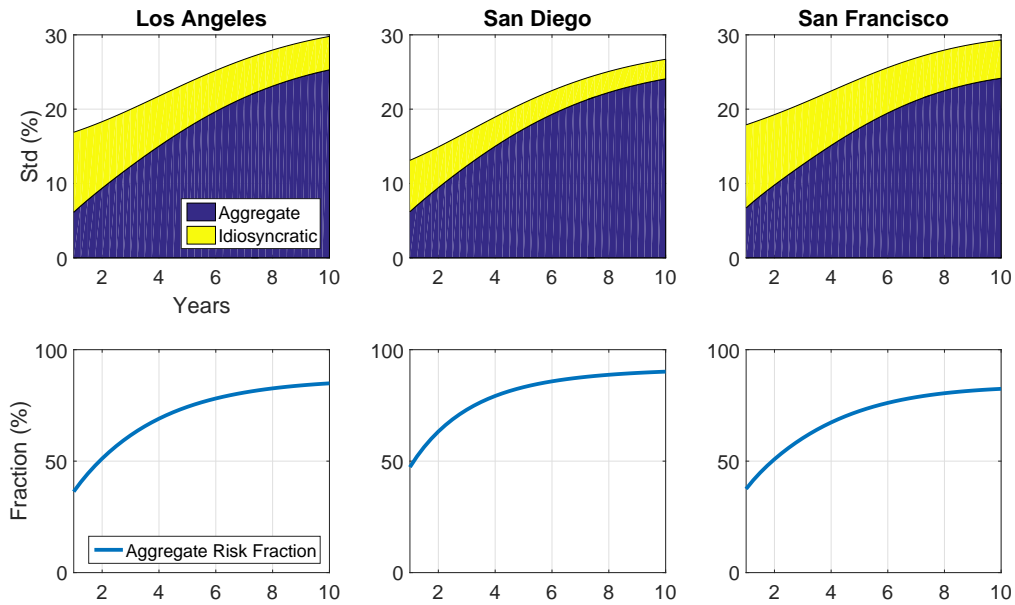 Los Angeles
San Diego
San Francisco
Std (%)
30
20
10
0
2 4 6 8 10
Years
Aggregate
Idiosyncratic
30
20
10
0
2 4 6 8 10
30
20
10
0
2 4 6 8 10
Fraction (%)
100
50
0
2 4 6 8 10
Aggregate Risk Fraction
100
50
0
2 4 6 8 10
100
50
0
2 4 6 8 10